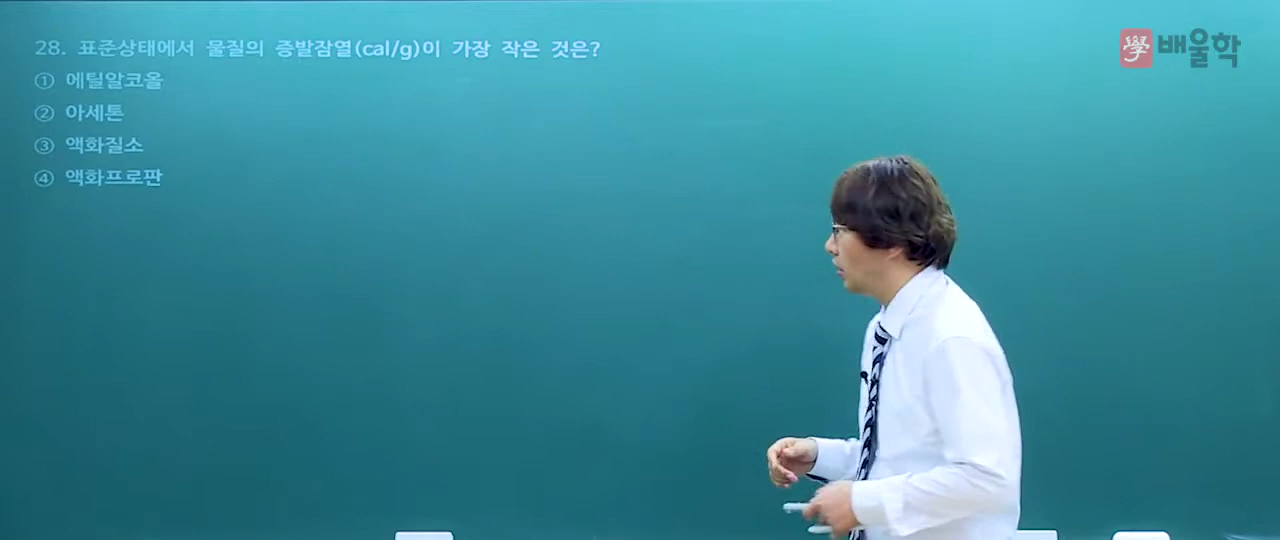 28. 표준상태에서 물질의 증발잠열(cal/g)이 가장 작은 것은?
① 에틸알코올
② 아세톤
③ 액화질소
④ 액화프로판
學 배울학